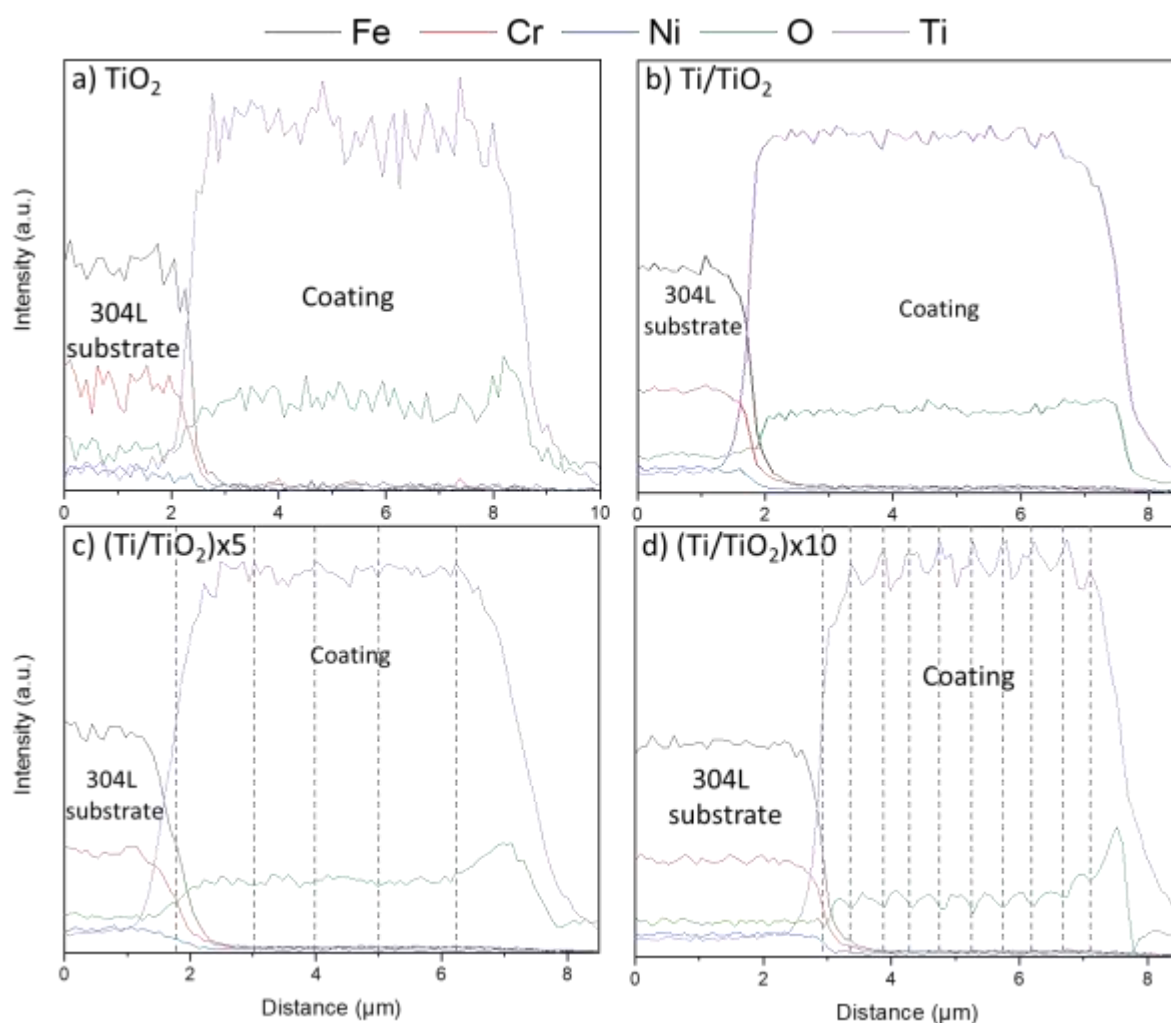 Fe Cr Ni O Ti
a) TiO₂
b) Ti/TiO₂
Intensity (a.u.)
304L
substrate
Coating
304L
substrate
Coating
0 2 4 6 8 10
0 2 4 6 8
c) (Ti/TiO₂)x5
d) (Ti/TiO₂)x10
Intensity (a.u.)
304L
substrate
Coating
304L
substrate
Coating
0 2 4 6 8
0 2 4 6 8
Distance (µm)
Distance (µm)